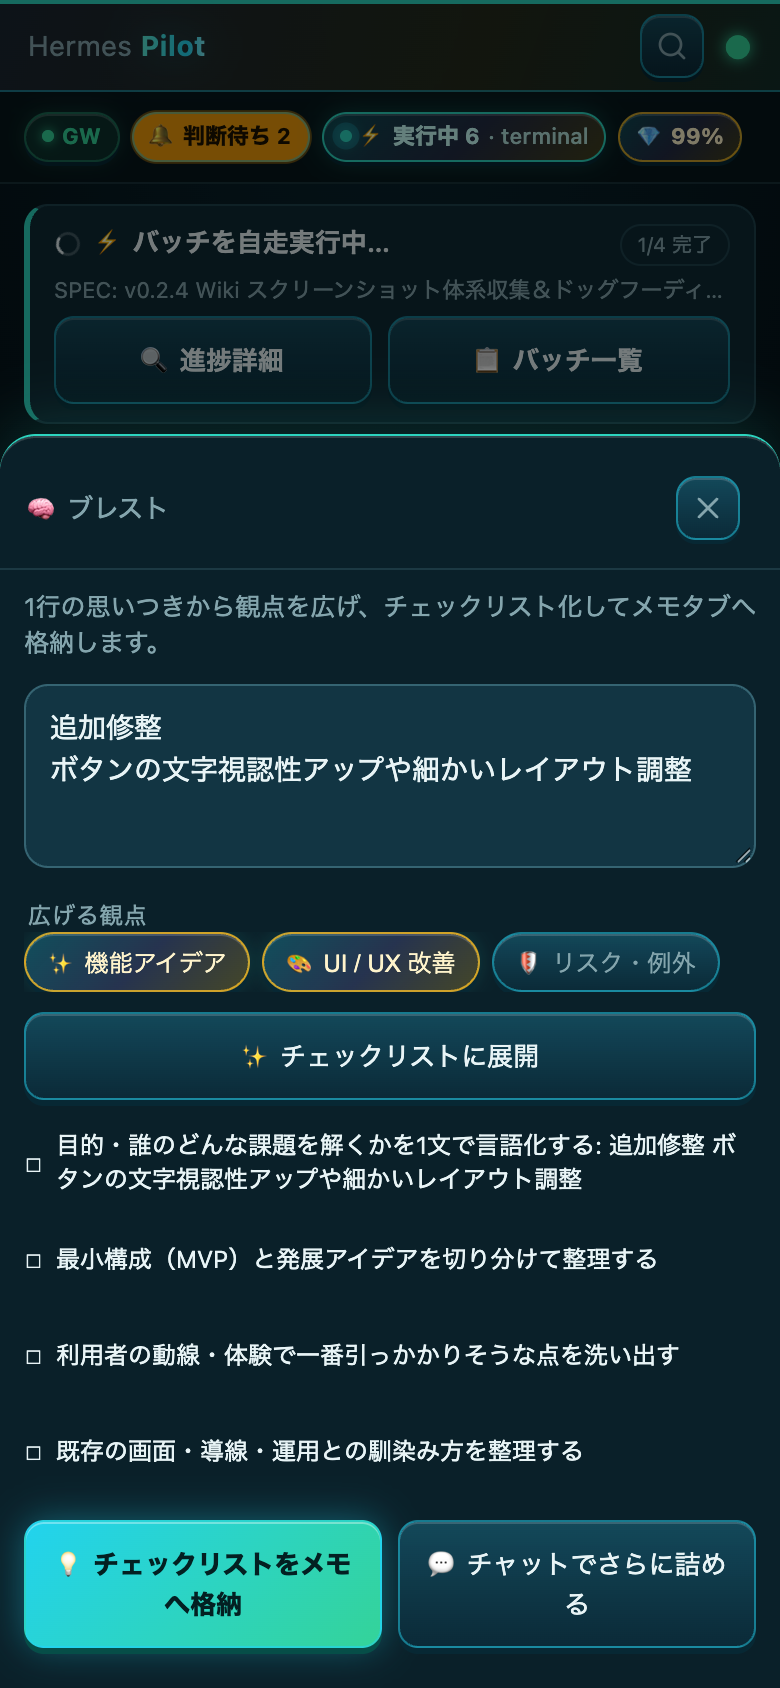 Hermes Pilot
GW
判断待ち 2
実行中 6 · terminal
99%
バッチを自走実行中...
1/4 完了
SPEC: v0.2.4 Wiki スクリーンショット体系収集＆ドッグフーディ...
進捗詳細
バッチ一覧
ブレスト
1行の思いつきから観点を広げ、チェックリスト化してメモタブへ
格納します。
追加修整
ボタンの文字視認性アップや細かいレイアウト調整
広げる観点
機能アイデア
UI / UX 改善
リスク・例外
チェックリストに展開
目的・誰のどんな課題を解くかを1文で言語化する: 追加修整 ボ
タンの文字視認性アップや細かいレイアウト調整
最小構成（MVP）と発展アイデアを切り分けて整理する
利用者の動線・体験で一番引っかかりそうな点を洗い出す
既存の画面・導線・運用との馴染み方を整理する
チェックリストをメモ
へ格納
チャットでさらに詰め
る